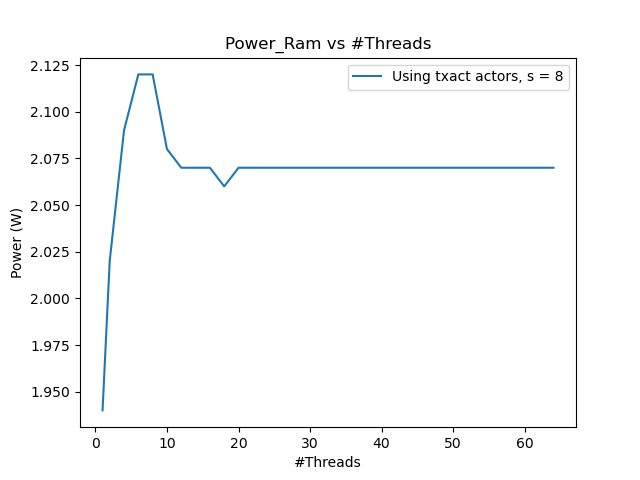 Power_Ram vs #Threads
Using txact actors, s = 8
2.125
2.100
2.075
2.050
2.025
2.000
1.975
1.950
Power (W)
0 10 20 30 40 50 60
#Threads